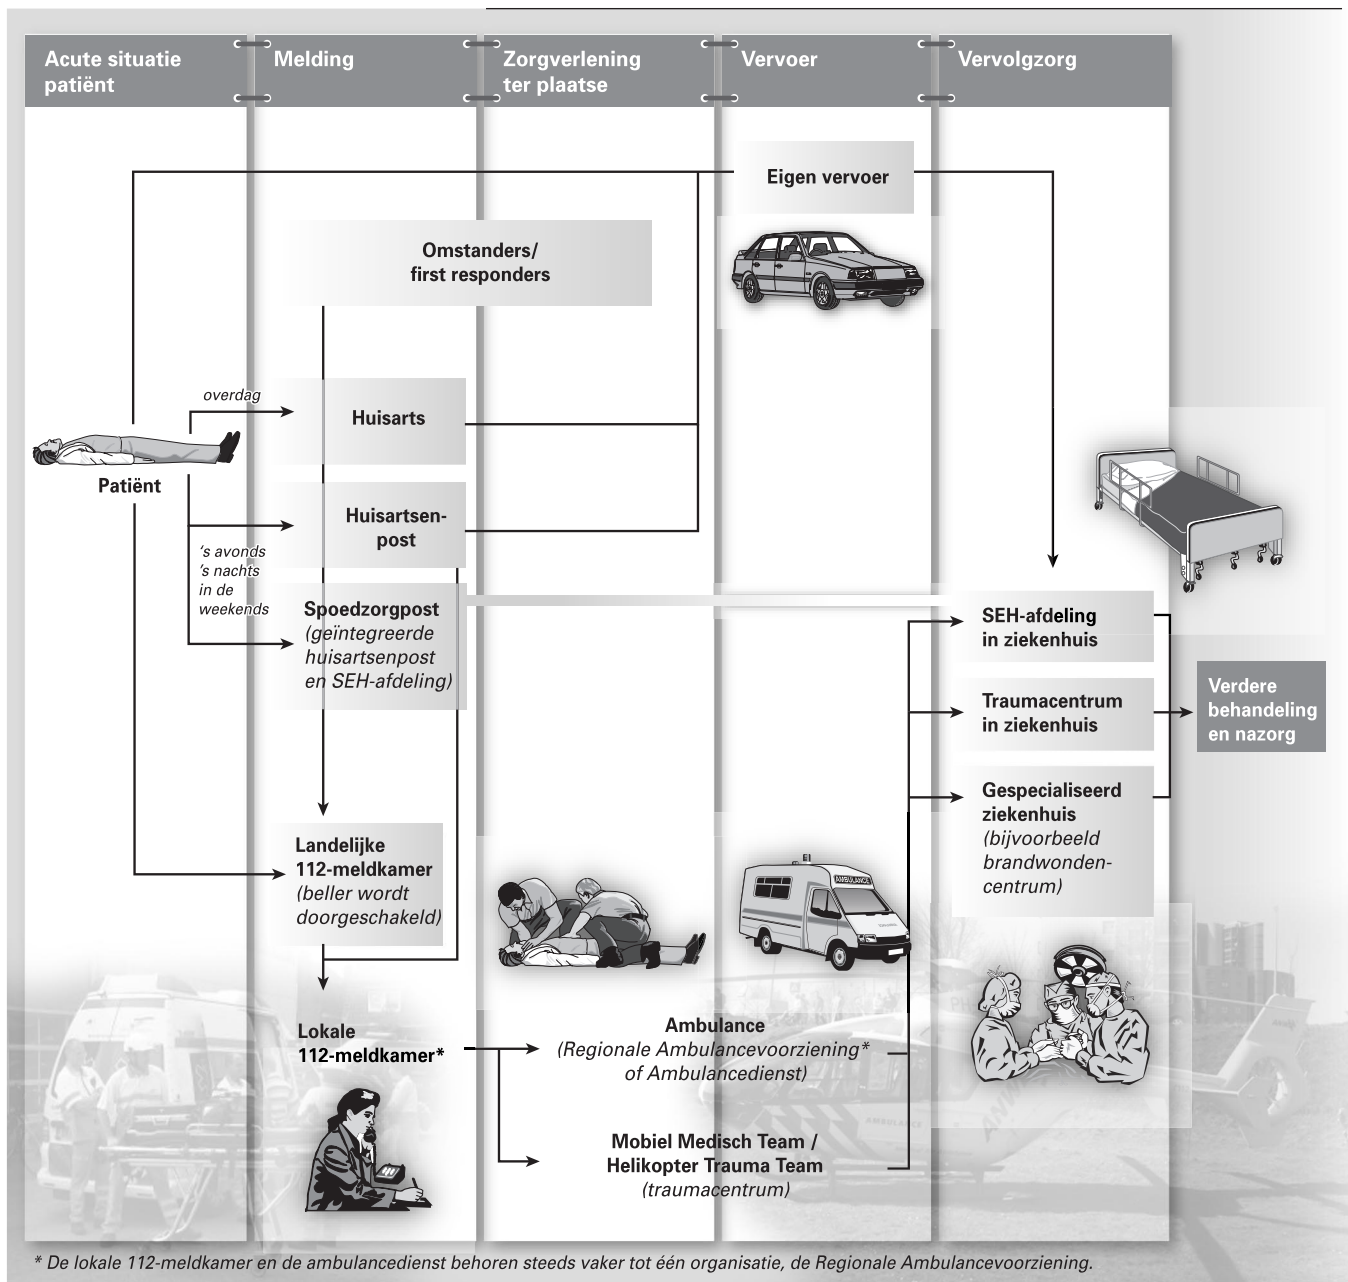 Acute situatie
patiënt
Melding
Zorgverlening
ter plaatse
Vervoer
Vervolgzorg
Eigen vervoer
Omstanders/
first responders
overdag
Huisarts
Patiënt
Huisartsen-
post
‘s avonds
’s nachts
in de
weekends
Spoedzorgpost
(geïntegreerde
huisartsenpost
en SEH-afdeling)
SEH-afdeling
in ziekenhuis
Traumacentrum
in ziekenhuis
Verdere
behandeling
en nazorg
Gespecialiseerd
ziekenhuis
(bijvoorbeeld
brandwonden-
centrum)
Landelijke
112-meldkamer
(beller wordt
doorgeschakeld)
AMBULANCE
Lokale
112-meldkamer*
Ambulance
(Regionale Ambulancevoorziening*
of Ambulancedienst)
AMBULANCE
ANWB
Mobiel Medisch Team /
Helikopter Trauma Team
(traumacentrum)
* De lokale 112-meldkamer en de ambulancedienst behoren steeds vaker tot één organisatie, de Regionale Ambulancevoorziening.